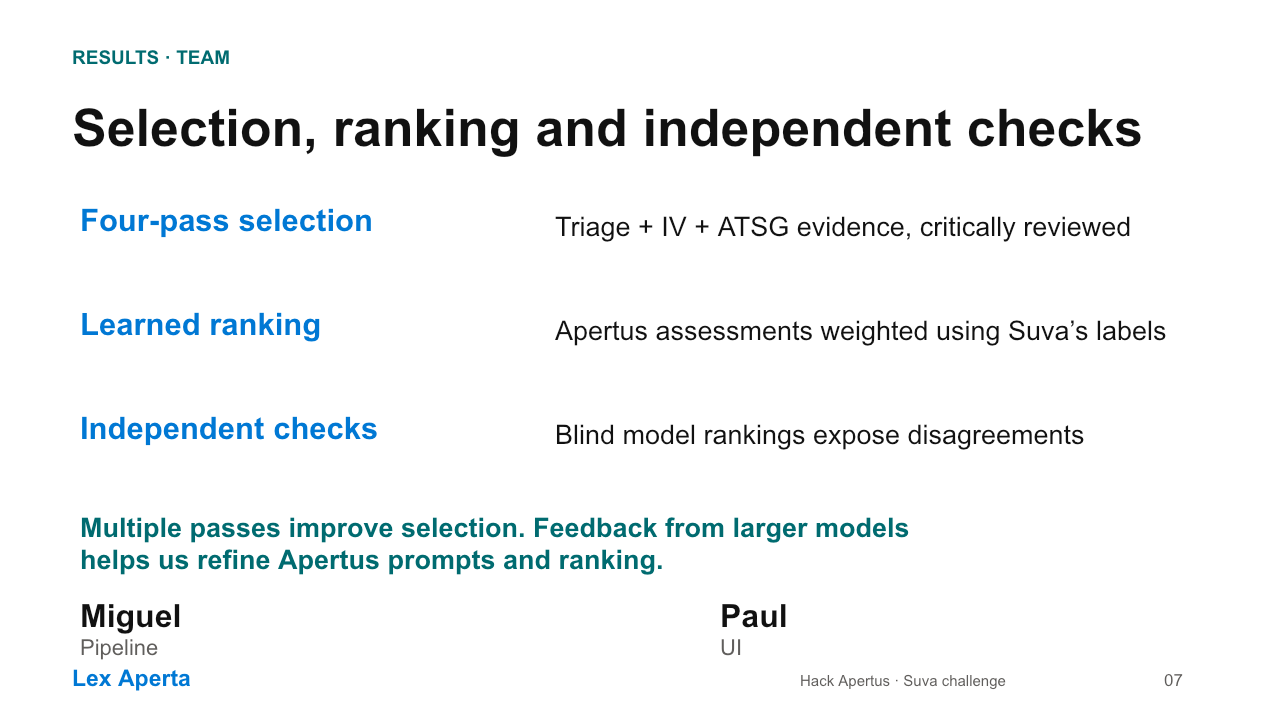 RESULTS · TEAM
Selection, ranking and independent checks
Four-pass selection
Triage + IV + ATSG evidence, critically reviewed
Learned ranking
Apertus assessments weighted using Suva’s labels
Independent checks
Blind model rankings expose disagreements
Multiple passes improve selection. Feedback from larger models
helps us refine Apertus prompts and ranking.
Miguel
Pipeline
Paul
UI
Lex Aperta
Hack Apertus · Suva challenge
07